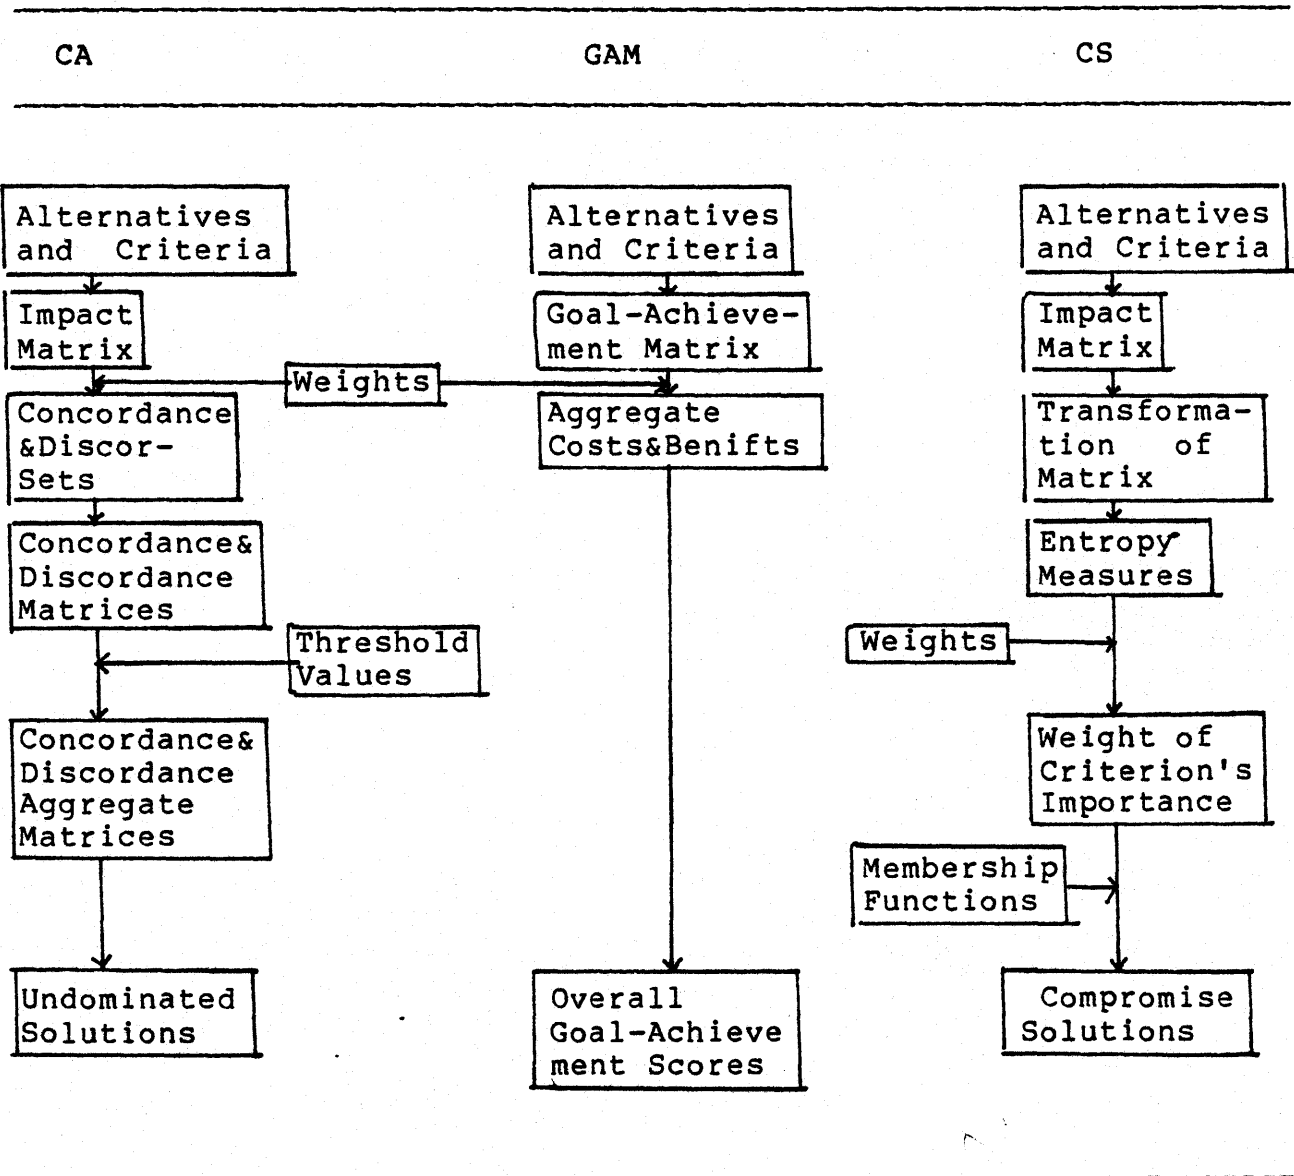 CA
GAM
CS
Alternatives
and Criteria
Impact
Matrix
Concordance
&Discor-
Sets
Concordance&
Discordance
Matrices
Threshold
Values
Concordance&
Discordance
Aggregate
Matrices
Undominated
Solutions
Weights
Alternatives
and Criteria
Goal-Achieve-
ment Matrix
Aggregate
Costs&Benifts
Overall
Goal-Achieve
ment Scores
Alternatives
and Criteria
Impact
Matrix
Transforma-
tion of
Matrix
Entropy
Measures
Weights
Weight of
Criterion's
Importance
Membership
Functions
Compromise
Solutions